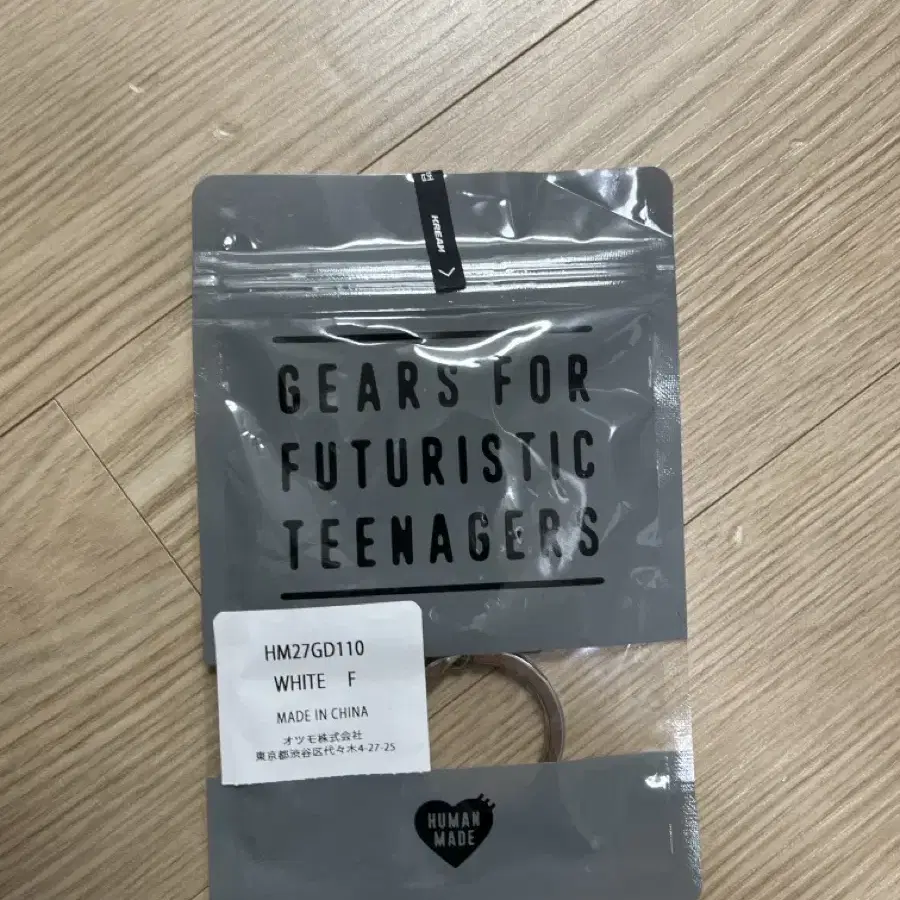 KREAM
GEARS FOR
FUTURISTIC
TEENAGERS
HM27GD110
WHITE F
MADE IN CHINA
オツモ株式会社
東京都渋谷区代々木4-27-25
HUMAN
MADE